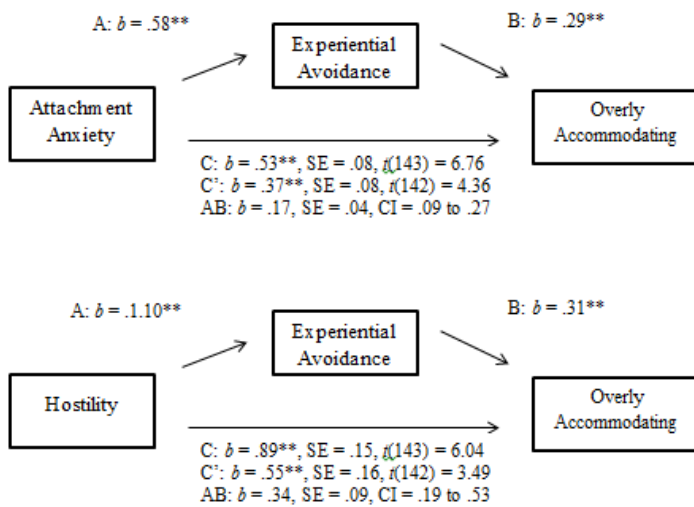 A: b = .58**
B: b = .29**
Experiential
Avoidance
Attachment
Anxiety
Overly
Accommodating
C: b = .53**, SE = .08, t(143) = 6.76
C’: b = .37**, SE = .08, t(142) = 4.36
AB: b = .17, SE = .04, CI = .09 to .27
A: b = .1.10**
B: b = .31**
Experiential
Avoidance
Hostility
Overly
Accommodating
C: b = .89**, SE = .15, t(143) = 6.04
C’: b = .55**, SE = .16, t(142) = 3.49
AB: b = .34, SE = .09, CI = .19 to .53